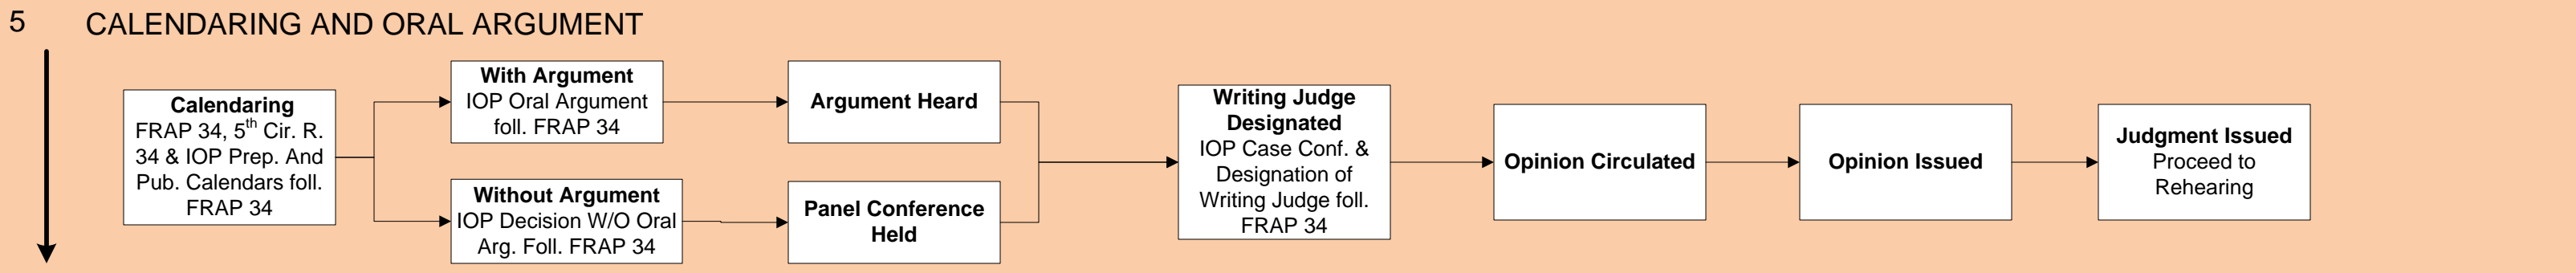 5 CALENDARING AND ORAL ARGUMENT
Calendaring
FRAP 34, 5th Cir. R.
34 & IOP Prep. And
Pub. Calendars foll.
FRAP 34
With Argument
IOP Oral Argument
foll. FRAP 34
Without Argument
IOP Decision W/O Oral
Arg. Foll. FRAP 34
Argument Heard
Panel Conference
Held
Writing Judge
Designated
IOP Case Conf. &
Designation of
Writing Judge foll.
FRAP 34
Opinion Circulated
Opinion Issued
Judgment Issued
Proceed to
Rehearing